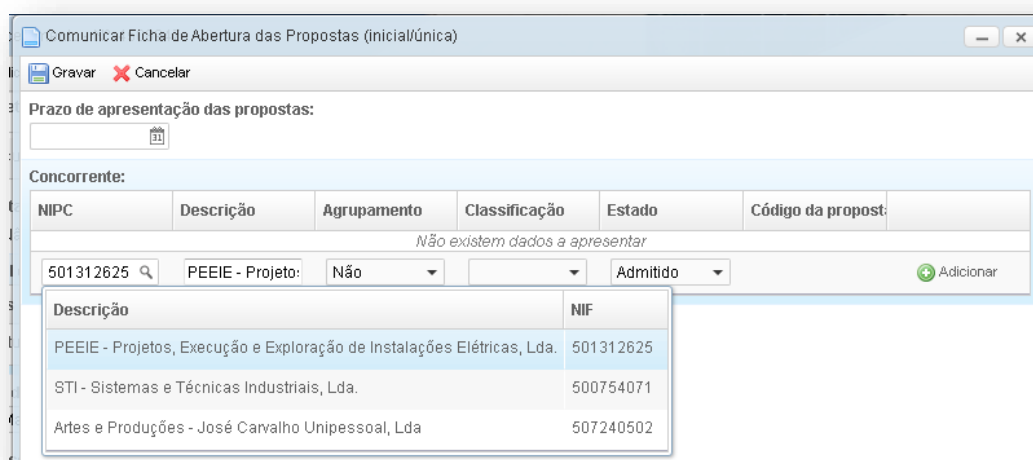 Comunicar Ficha de Abertura das Propostas (inicial/única)
Gravar Cancelar
Prazo de apresentação das propostas:
31
Concorrente:
NIPC Descrição Agrupamento Classificação Estado Código da propost
Não existem dados a apresentar
501312625 PEEIE - Projeto: Não Admitido Adicionar
Descrição NIF
PEEIE - Projetos, Execução e Exploração de Instalações Elétricas, Lda. 501312625
STI - Sistemas e Técnicas Industriais, Lda. 500754071
Artes e Produções - José Carvalho Unipessoal, Lda 507240502